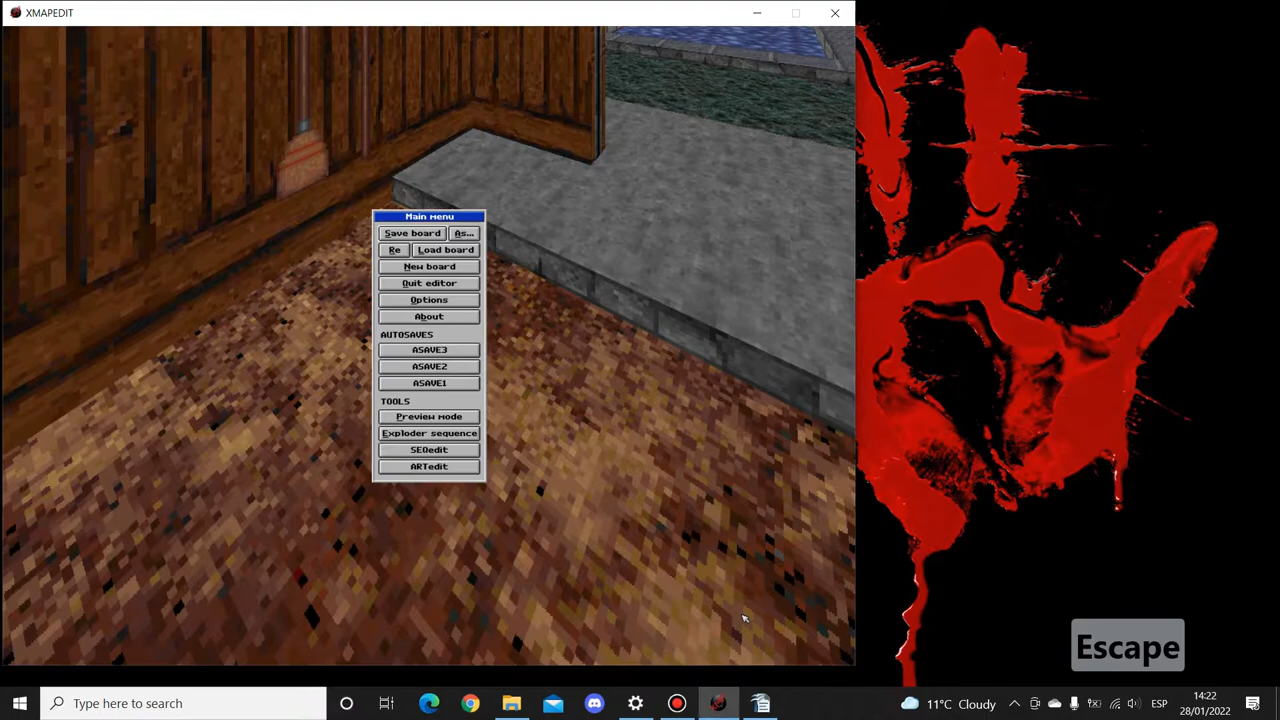 XMAPEDIT
Main menu
Save board As...
Re Load board
New board
Quit editor
Options
About
AUTOSAVES
ASAVE3
ASAVE2
ASAVE1
TOOLS
Preview mode
Exploder sequence
SEQedit
ARTedit
Escape
Type here to search
11°C Cloudy
ESP
14:22
28/01/2022